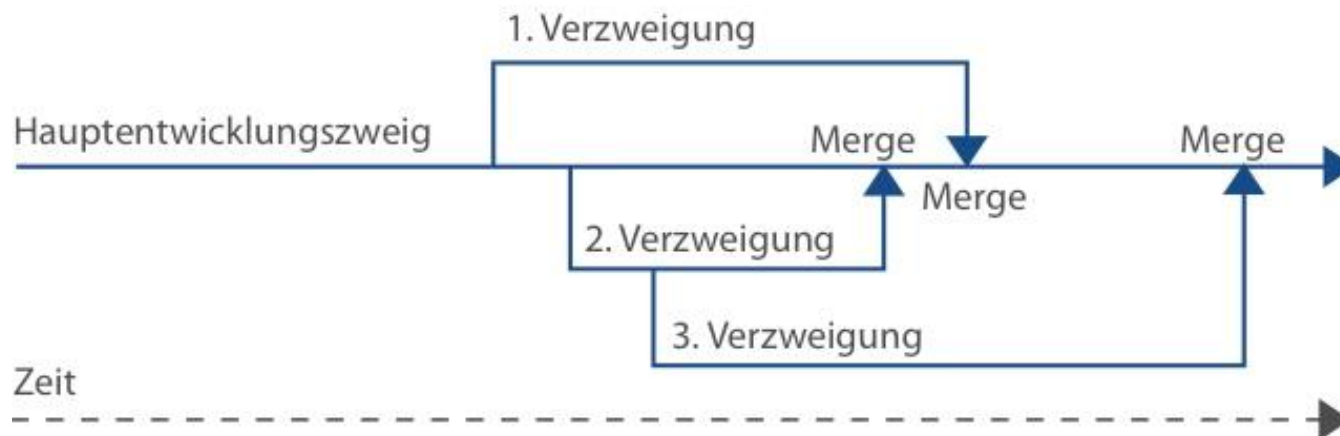 1. Verzweigung
Hauptentwicklungszweig
Merge
Merge
Merge
2. Verzweigung
3. Verzweigung
Zeit